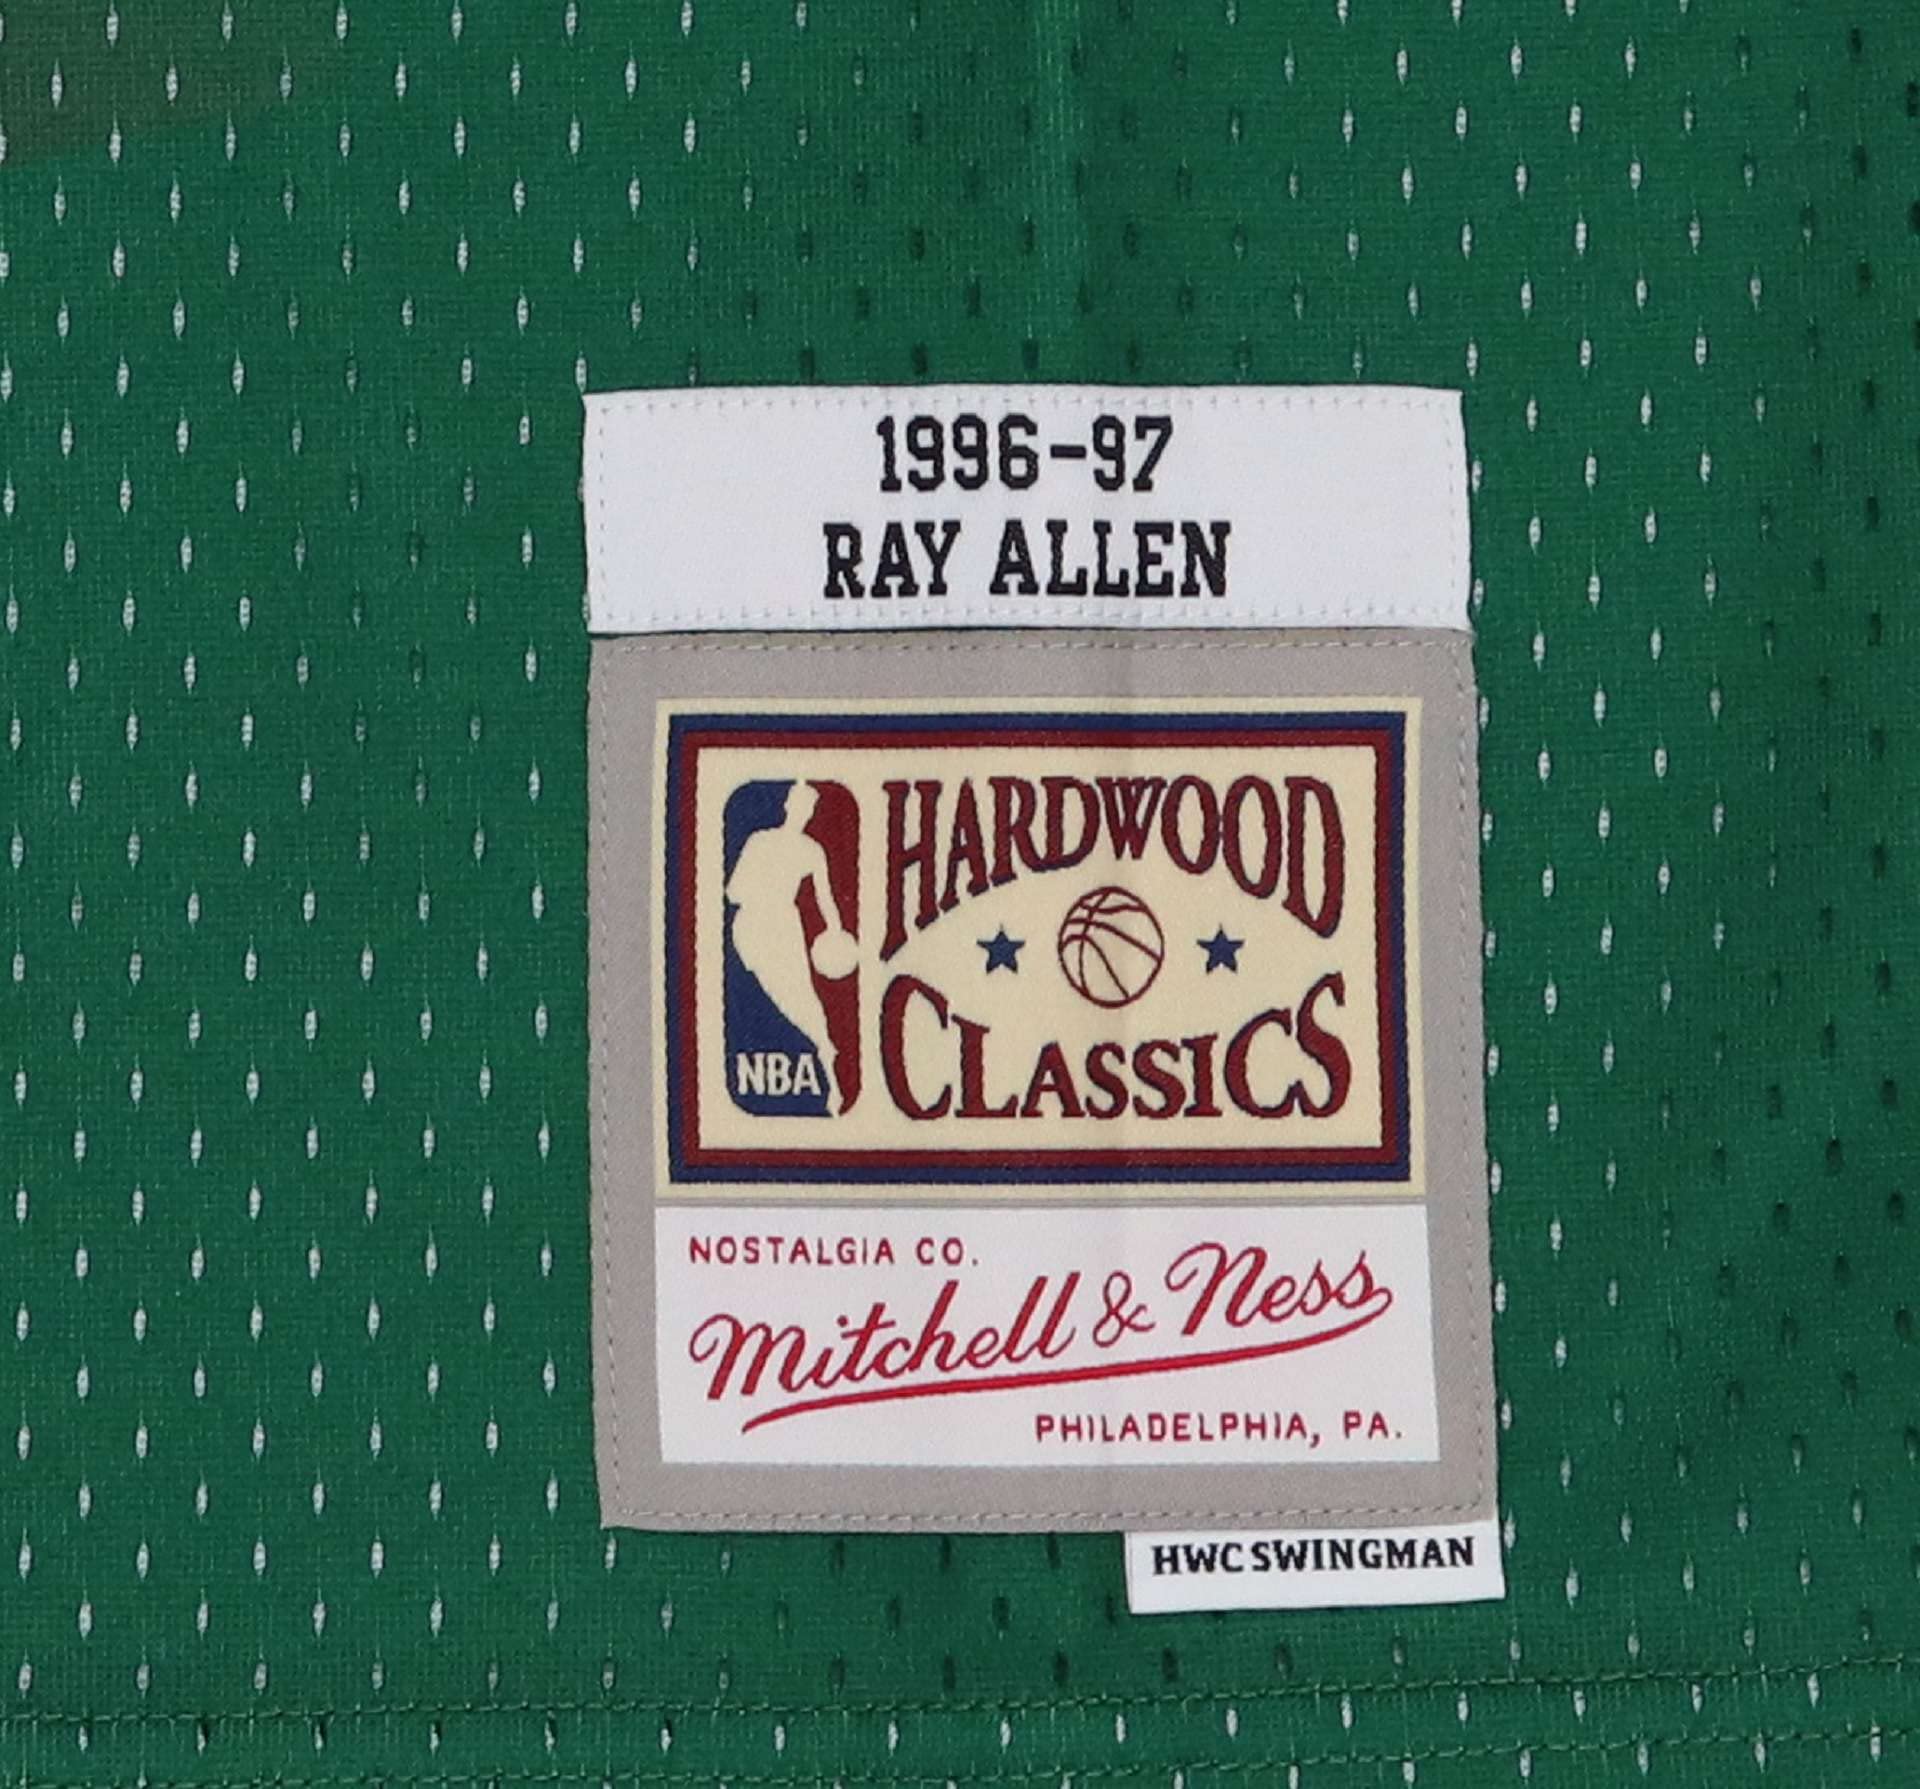 1996-97
RAY ALLEN
HARDWOOD
CLASSICS
NBA
NOSTALGIA CO.
Mitchell & Ness
PHILADELPHIA, PA.
HWC SWINGMAN